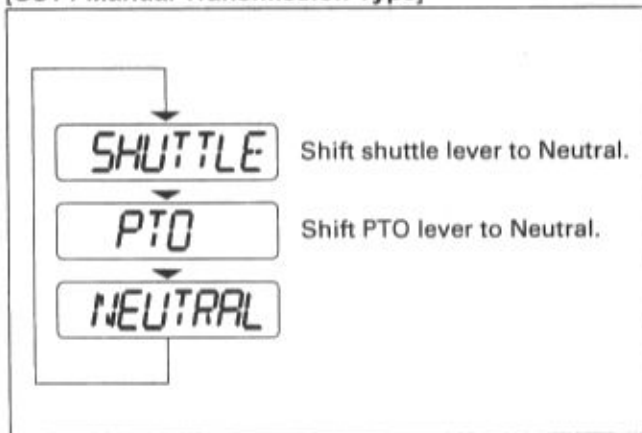 SHUTTLE Shift shuttle lever to Neutral.
PTO Shift PTO lever to Neutral.
NEUTRAL